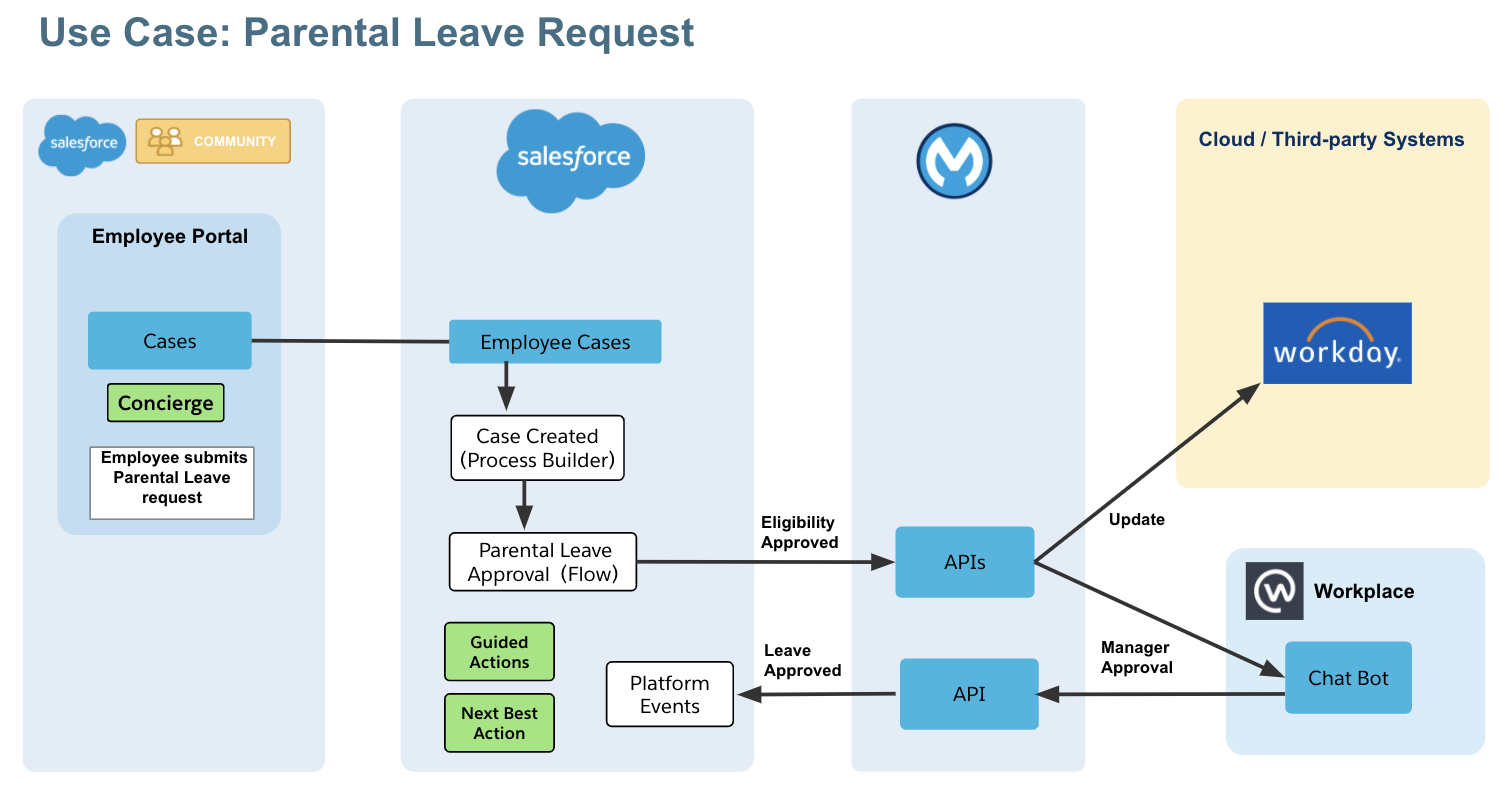 Use Case: Parental Leave Request
salesforce
COMMUNITY
Employee Portal
Cases
Concierge
Employee submits
Parental Leave
request
salesforce
Employee Cases
Case Created
(Process Builder)
Parental Leave
Approval (Flow)
Guided
Actions
Next Best
Action
Platform
Events
Eligibility
Approved
Leave
Approved
APIs
API
Update
Manager
Approval
Cloud / Third-party Systems
workday.
Workplace
Chat Bot